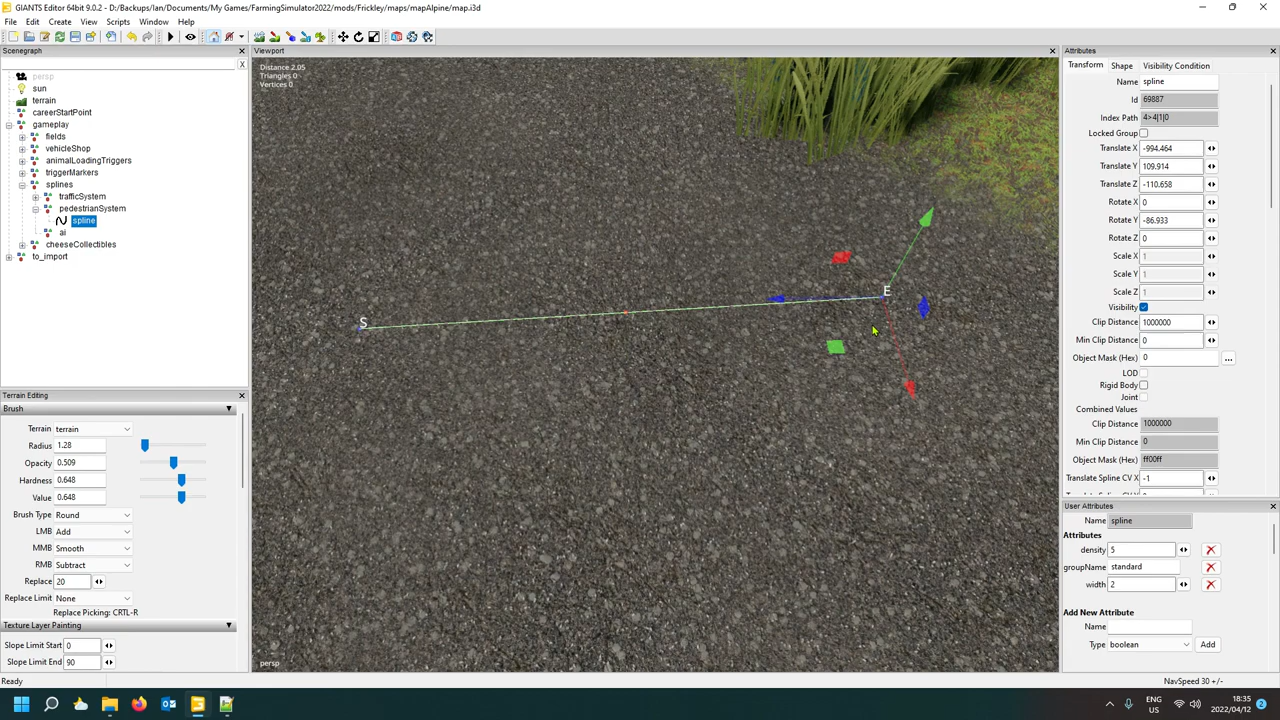 GIANTS Editor 64bit 9.0.2 - D:/Backups/Ian/Documents/My Games/FarmingSimulator2022/mods/Frickley/maps/mapAlpine/map.i3d
File Edit Create View Scripts Window Help
Scenegraph
X
persp
sun
terrain
careerStartPoint
gameplay
fields
vehicleShop
animalLoadingTriggers
triggerMarkers
splines
trafficSystem
pedestrianSystem
spline
ai
cheeseCollectibles
to_import
Terrain Editing
Brush
Terrain terrain
Radius 1.28
Opacity 0.509
Hardness 0.648
Value 0.648
Brush Type Round
LMB Add
MMB Smooth
RMB Subtract
Replace 20
Replace Limit None
Replace Picking: CRTL-R
Texture Layer Painting
Slope Limit Start 0
Slope Limit End 90
Ready
Viewport
Distance 2.05
Triangles 0
Vertices 0
S
E
persp
Attributes
Transform Shape Visibility Condition
Name spline
Id 69887
Index Path 4>4|1|0
Locked Group
Translate X -994.464
Translate Y 109.914
Translate Z -110.658
Rotate X 0
Rotate Y -86.933
Rotate Z 0
Scale X 1
Scale Y 1
Scale Z 1
Visibility
Clip Distance 1000000
Min Clip Distance 0
Object Mask (Hex) 0 ...
LOD
Rigid Body
Joint
Combined Values
Clip Distance 1000000
Min Clip Distance 0
Object Mask (Hex) ff00ff
Translate Spline CV X -1
User Attributes
Name spline
Attributes
density 5
groupName standard
width 2
Add New Attribute
Name
Type boolean Add
NavSpeed 30 +/-
ENG
US
18:35
2022/04/12
2